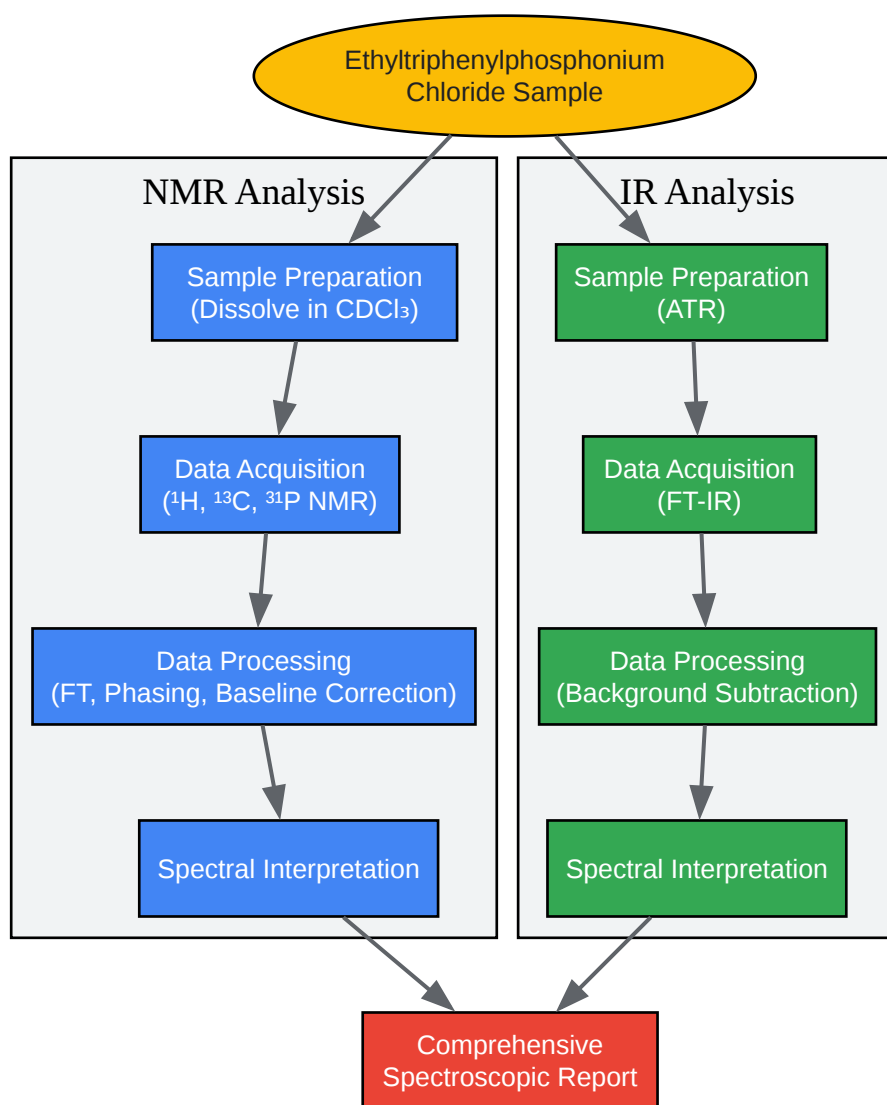 Ethyltriphenylphosphonium
Chloride Sample
NMR Analysis
Sample Preparation
(Dissolve in CDCl₃)
Data Acquisition
(¹H, ¹³C, ³¹P NMR)
Data Processing
(FT, Phasing, Baseline Correction)
Spectral Interpretation
IR Analysis
Sample Preparation
(ATR)
Data Acquisition
(FT-IR)
Data Processing
(Background Subtraction)
Spectral Interpretation
Comprehensive
Spectroscopic Report